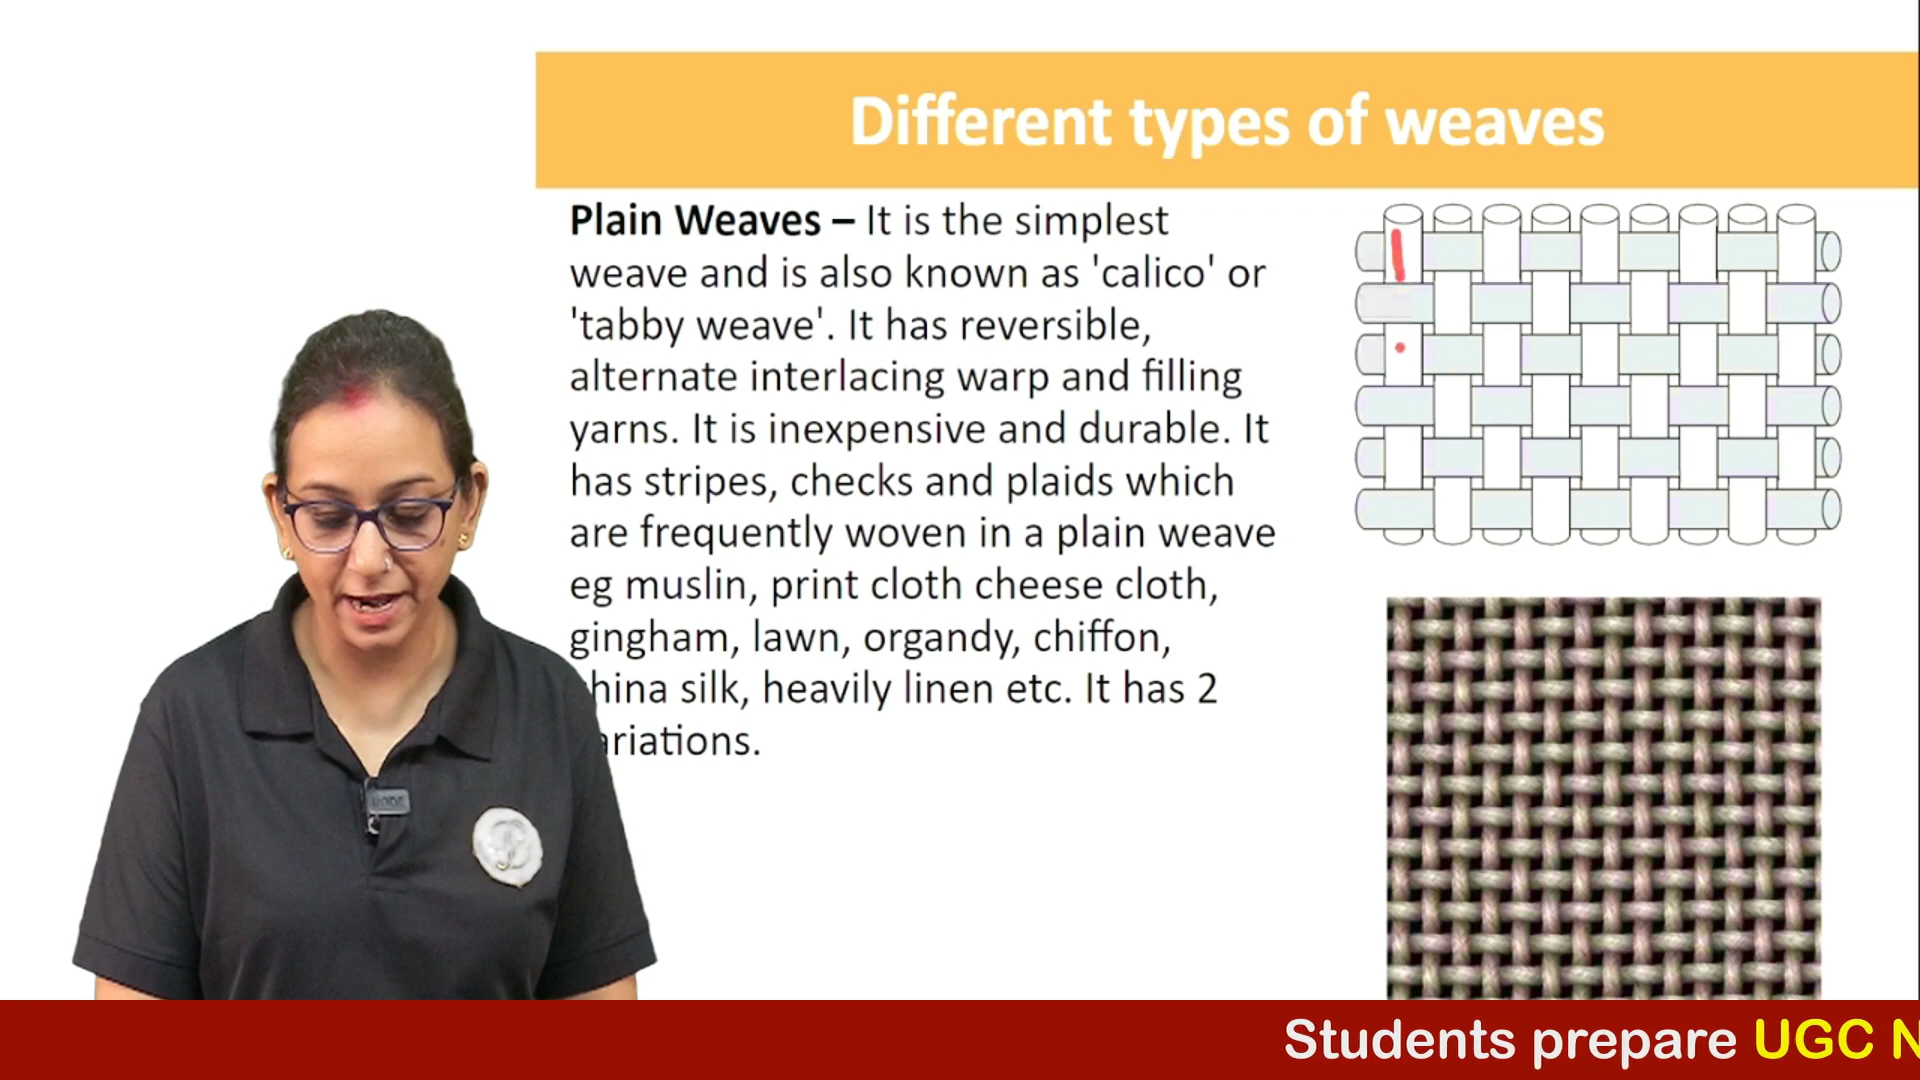 Different types of weaves
Plain Weaves – It is the simplest
weave and is also known as 'calico' or
'tabby weave'. It has reversible,
alternate interlacing warp and filling
yarns. It is inexpensive and durable. It
has stripes, checks and plaids which
are frequently woven in a plain weave
eg muslin, print cloth cheese cloth,
gingham, lawn, organdy, chiffon,
hina silk, heavily linen etc. It has 2
ariations.
Students prepare UGC N